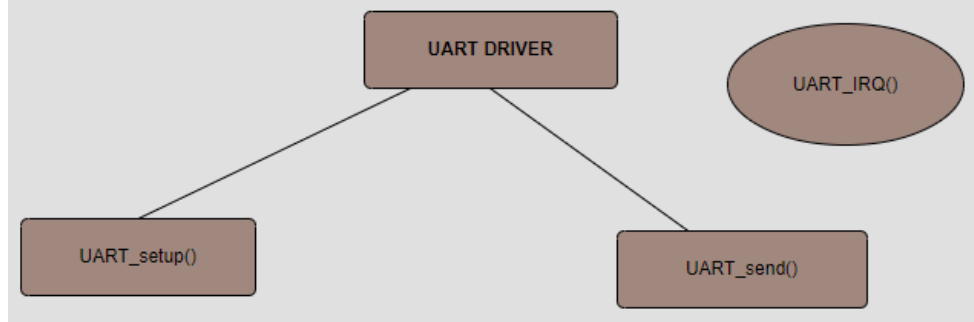 UART DRIVER
UART_IRQ()
UART_setup()
UART_send()